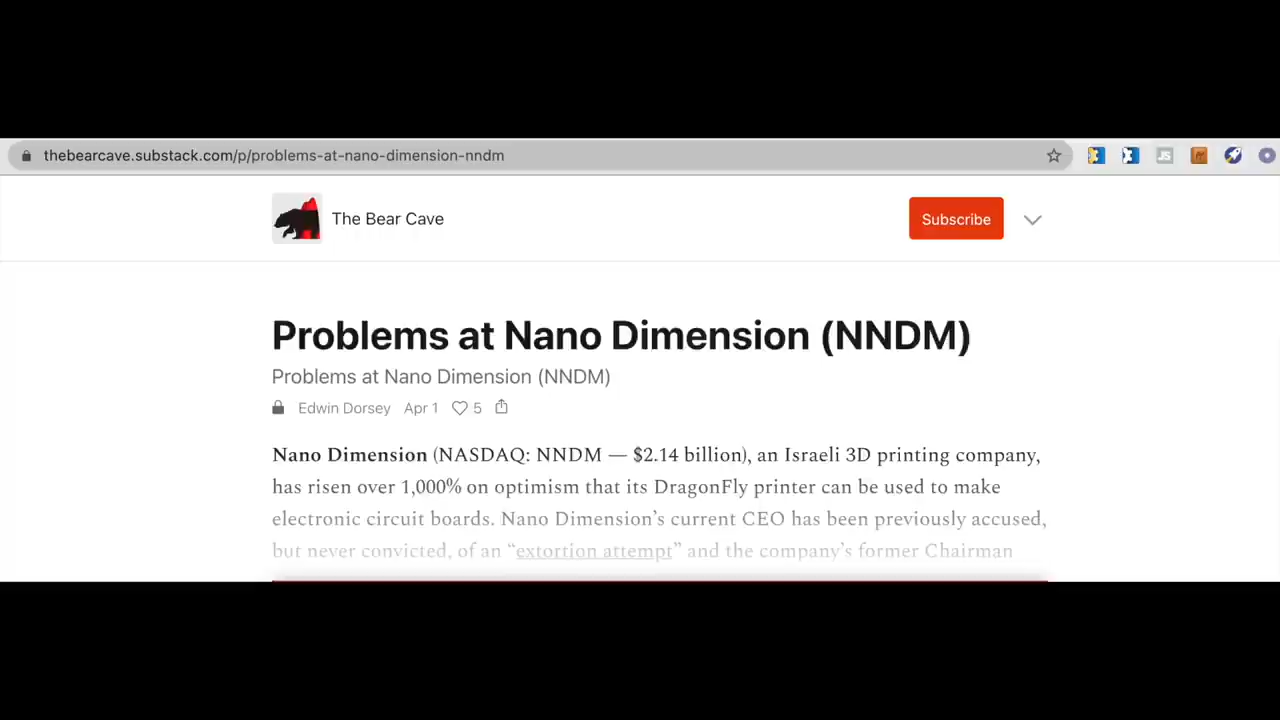 thebearcave.substack.com/p/problems-at-nano-dimension-nndm
JS
The Bear Cave
Subscribe
Problems at Nano Dimension (NNDM)
Problems at Nano Dimension (NNDM)
Edwin Dorsey Apr 1 5
Nano Dimension (NASDAQ: NNDM — $2.14 billion), an Israeli 3D printing company,
has risen over 1,000% on optimism that its DragonFly printer can be used to make
electronic circuit boards. Nano Dimension’s current CEO has been previously accused,
but never convicted, of an “extortion attempt” and the company’s former Chairman